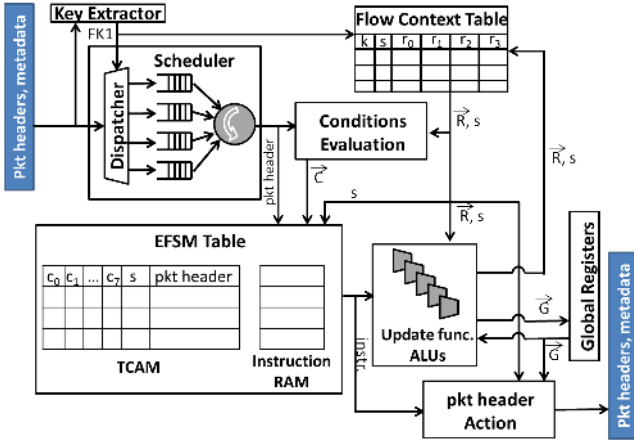 Pkt headers, metadata
Key Extractor
FK1
Flow Context Table
k s r0 r1 r2 r3
Scheduler
Dispatcher
Conditions
Evaluation
R, s
R, s
pkt header
C
s
R, s
EFSM Table
c0 c1 ... c7 s pkt header
TCAM
Instruction
RAM
Update func.
ALUs
instr.
G
G
Global Registers
pkt header
Action
Pkt headers, metadata